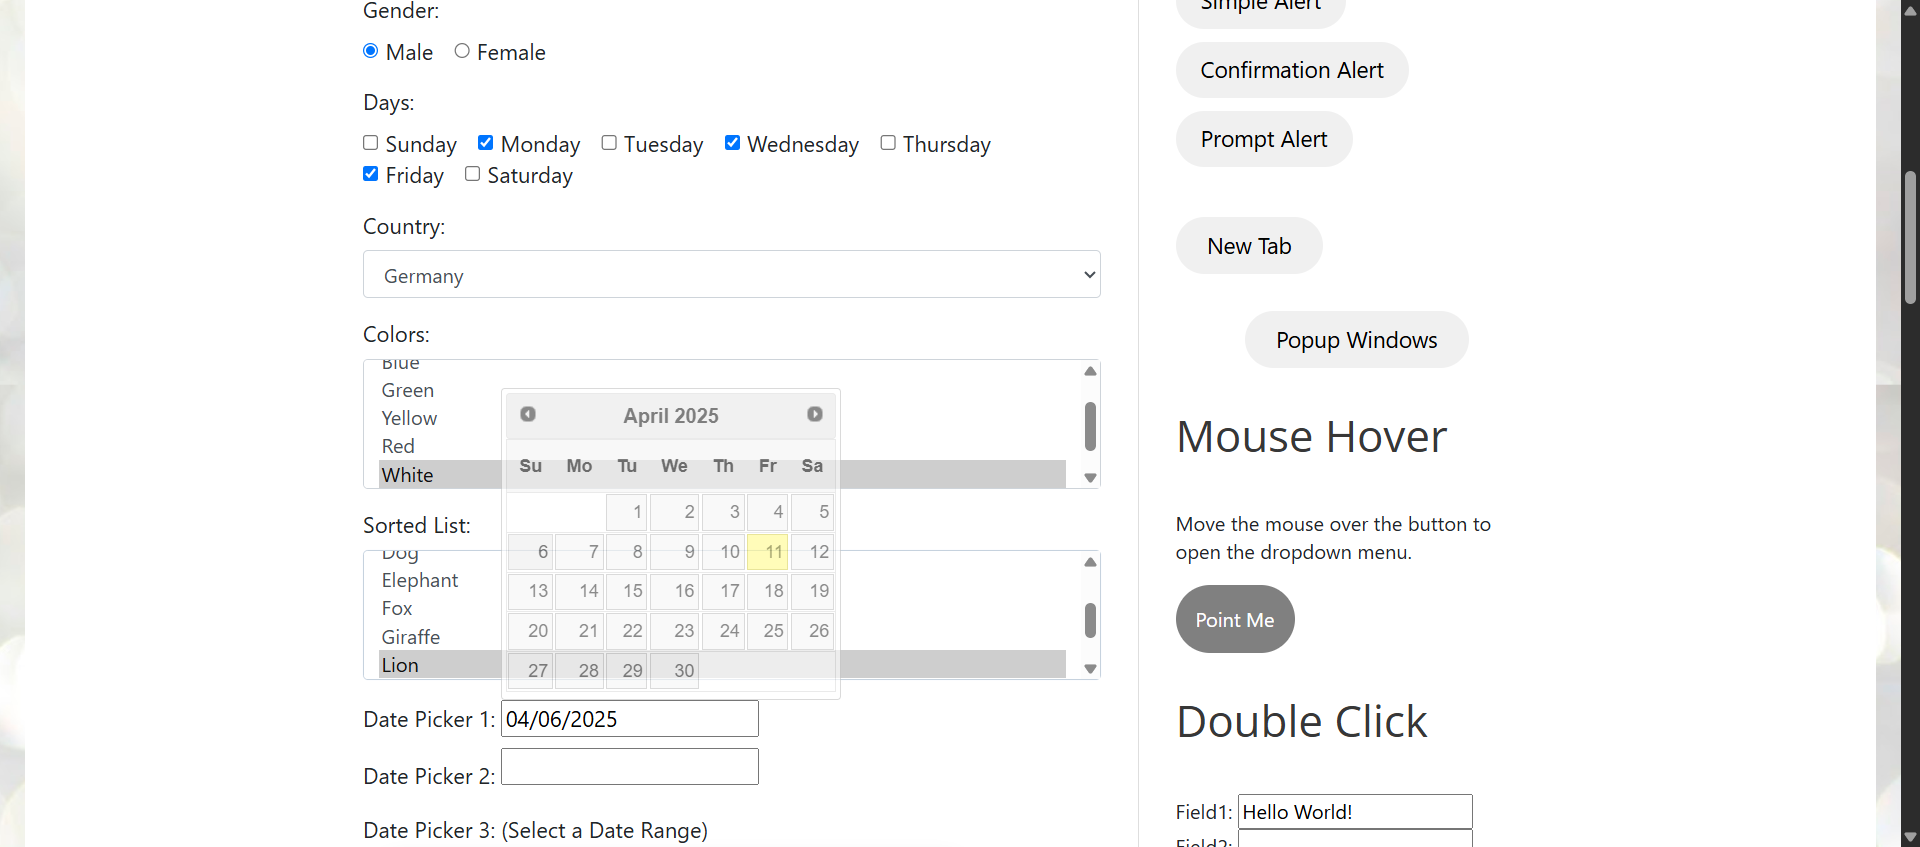 Gender:
Male Female
Days:
Sunday Monday Tuesday Wednesday Thursday
Friday Saturday
Country:
Germany
Colors:
Blue
Green
Yellow
Red
White
April 2025
Su Mo Tu We Th Fr Sa
1 2 3 4 5
6 7 8 9 10 11 12
13 14 15 16 17 18 19
20 21 22 23 24 25 26
27 28 29 30
Sorted List:
Dog
Elephant
Fox
Giraffe
Lion
Date Picker 1: 04/06/2025
Date Picker 2:
Date Picker 3: (Select a Date Range)
Simple Alert
Confirmation Alert
Prompt Alert
New Tab
Popup Windows
Mouse Hover
Move the mouse over the button to
open the dropdown menu.
Point Me
Double Click
Field1: Hello World!
Field2: